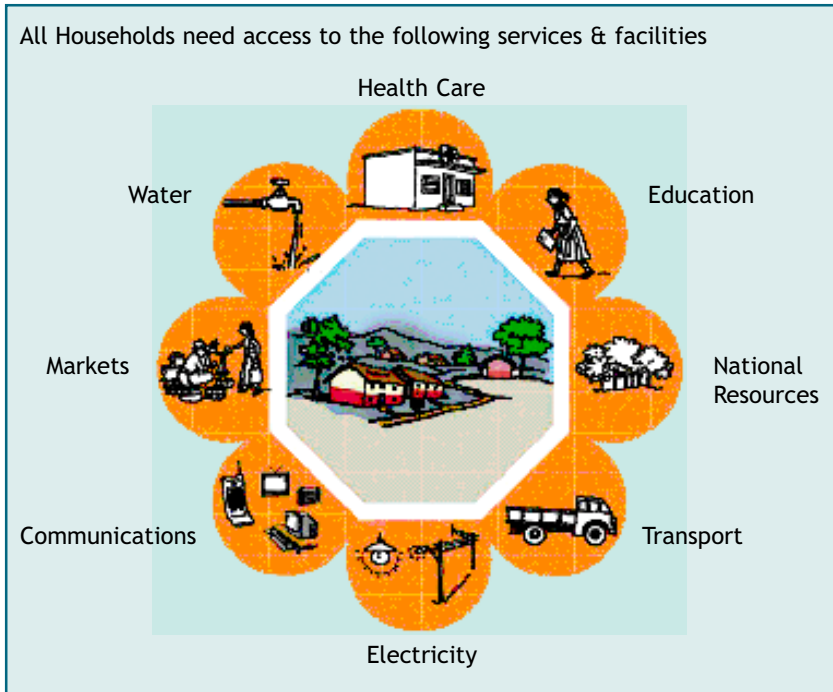 All Households need access to the following services & facilities
Health Care
Water
Education
Markets
National
Resources
Communications
Transport
Electricity